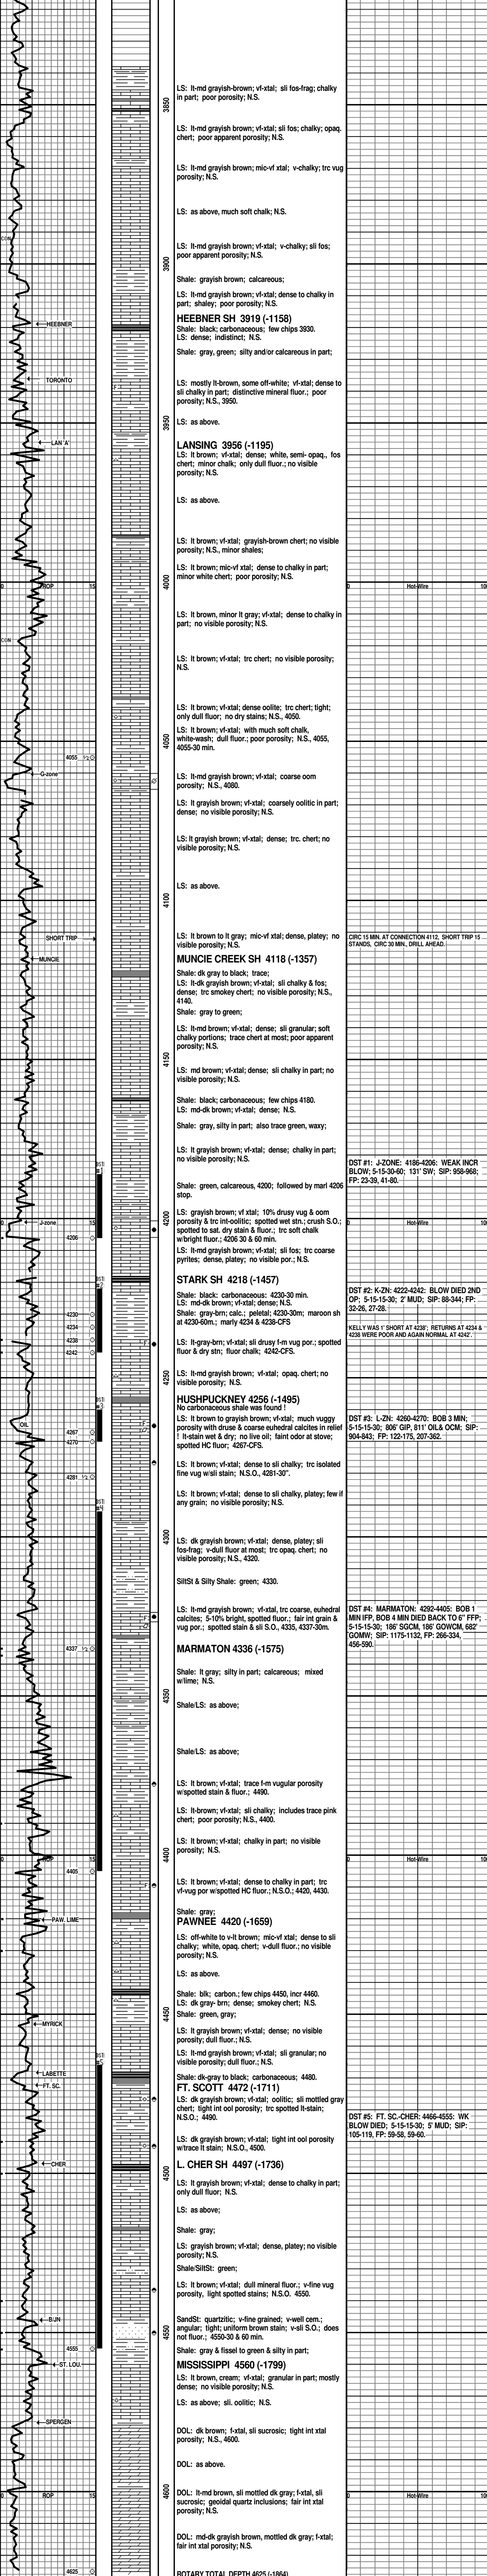 LS: lt-md grayish-brown; vf-xtal; sli fos-frag; chalky
in part; poor porosity; N.S.
3850
LS: lt-md grayish brown; vf-xtal; sli fos; chalky; opaq.
chert; poor apparent porosity; N.S.
LS: lt-md grayish brown; mic-vf xtal; v-chalky; trc vug
porosity; N.S.
LS: as above, much soft chalk; N.S.
CON
LS: lt-md grayish brown; vf-xtal; v-chalky; sli fos;
poor apparent porosity; N.S.
3900
Shale: grayish brown; calcareous;
LS: lt-md grayish brown; vf-xtal; dense to chalky in
part; shaley; poor porosity; N.S.
HEEBNER SH 3919 (-1158)
HEEBNER
Shale: black; carbonaceous; few chips 3930.
LS: dense; indistinct; N.S.
Shale: gray, green; silty and/or calcareous in part;
TORONTO
LS: mostly lt-brown, some off-white; vf-xtal; dense to
sli chalky in part; distinctive mineral fluor.; poor
porosity; N.S., 3950.
3950
LS: as above.
LAN 'A'
LANSING 3956 (-1195)
LS: lt brown; vf-xtal; dense; white, semi- opaq., fos
chert; minor chalk; only dull fluor.; no visible
porosity; N.S.
LS: as above.
LS: lt brown; vf-xtal; grayish-brown chert; no visible
porosity; N.S., minor shales;
LS: lt brown; mic-vf xtal; dense to chalky in part;
minor white chert; poor porosity; N.S.
4000
0 ROP 15
0 Hot-Wire 100
LS: lt brown, minor lt gray; vf-xtal; dense to chalky in
part; no visible porosity; N.S.
CON
LS: lt brown; vf-xtal; trc chert; no visible porosity;
N.S.
LS: lt brown; vf-xtal; dense oolite; trc chert; tight;
only dull fluor; no dry stains; N.S., 4050.
4050
LS: lt brown; vf-xtal; with much soft chalk,
white-wash; dull fluor.; poor porosity; N.S., 4055,
4055-30 min.
4055 ½
G-zone
LS: lt-md grayish brown; vf-xtal; coarse oom
porosity; N.S., 4080.
LS: lt grayish brown; vf-xtal; coarsely oolitic in part;
dense; no visible porosity; N.S.
LS: lt grayish brown; vf-xtal; dense; trc. chert; no
visible porosity; N.S.
LS: as above.
4100
SHORT TRIP
LS: lt brown to lt gray; mic-vf xtal; dense, platey; no
visible porosity; N.S.
CIRC 15 MIN. AT CONNECTION 4112, SHORT TRIP 15
STANDS, CIRC 30 MIN., DRILL AHEAD.
MUNCIE CREEK SH 4118 (-1357)
MUNCIE
Shale: dk gray to black; trace;
LS: lt-dk grayish brown; vf-xtal; sli chalky & fos;
dense; trc smokey chert; no visible porosity; N.S.,
4140.
Shale: gray to green;
LS: lt-md brown; vf-xtal; dense; sli granular; soft
chalky portions; trace chert at most; poor apparent
porosity; N.S.
4150
LS: md brown; vf-xtal; dense; sli chalky in part; no
visible porosity; N.S.
Shale: black; carbonaceous; few chips 4180.
LS: md-dk brown; vf-xtal; dense; N.S.
Shale: gray, silty in part; also trace green, waxy;
LS: lt grayish brown; vf-xtal; dense; chalky in part;
no visible porosity; N.S.
DST #1: J-ZONE: 4186-4206: WEAK INCR
BLOW; 5-15-30-60; 131' SW; SIP: 958-968;
FP: 23-39, 41-80.
DST #1
Shale: green, calcareous, 4200; followed by marl 4206
stop.
4200
LS: grayish brown; vf xtal; 10% drusy vug & oom
porosity & trc int-oolitic; spotted wet stn.; crush S.O.;
spotted to sat. dry stain & fluor.; trc soft chalk
w/bright fluor.; 4206 30 & 60 min.
J-zone
4206
LS: lt-md grayish brown; vf-xtal; sli fos; trc coarse
pyrites; dense, platey; no visible por.; N.S.
STARK SH 4218 (-1457)
DST #2
Shale: black: carbonaceous: 4230-30 min.
LS: md-dk brown; vf-xtal; dense; N.S.
DST #2: K-ZN: 4222-4242: BLOW DIED 2ND
OP; 5-15-15-30; 2' MUD; SIP: 88-344; FP:
32-26, 27-28.
4230
Shale: gray-brn; calc.; peletal; 4230-30m; maroon sh
at 4230-60m.; marly 4234 & 4238-CFS
4234
KELLY WAS 1' SHORT AT 4238'; RETURNS AT 4234 &
4238 WERE POOR AND AGAIN NORMAL AT 4242'.
4238
LS: lt-gray-brn; vf-xtal; sli drusy f-m vug por.; spotted
fluor & dry stn; fluor chalk; 4242-CFS.
4242
4250
LS: lt-md grayish brown; vf-xtal; opaq. chert; no
visible porosity; N.S.
HUSHPUCKNEY 4256 (-1495)
No carbonaceous shale was found !
DST #3
LS: lt brown to grayish brown; vf-xtal; much vuggy
porosity with druse & coarse euhedral calcites in relief
! lt-stain wet & dry; no live oil; faint odor at stove;
spotted HC fluor; 4267-CFS.
DST #3: L-ZN: 4260-4270: BOB 3 MIN;
5-15-15-30; 806' GIP, 811' OIL & OCM; SIP:
904-843; FP: 122-175, 207-362.
OIL
4267
4270
LS: lt-md brown; vf-xtal; dense to sli chalky; trc isolated
fine vug w/sli stain; N.S.O., 4281-30".
4281 ½
LS: lt-md brown; vf-xtal; dense to sli chalky, platey; few if
any grain; no visible porosity; N.S.
DST #4
4300
LS: dk grayish brown; vf-xtal; dense, platey; sli
fos-frag; v-dull fluor at most; trc opaq. chert; no
visible porosity; N.S., 4320.
SiltSt & Silty Shale: green; 4330.
LS: lt-md grayish brown; vf-xtal, trc coarse, euhedral
calcites; 5-10% bright, spotted fluor.; fair int grain &
vug por.; spotted stain & sli S.O., 4335, 4337-30m.
DST #4: MARMATON: 4292-4405: BOB 1
MIN IFP, BOB 4 MIN DIED BACK TO 6" FFP;
5-15-15-30; 186' SGCM, 186' GOWCM, 682'
GOMW; SIP: 1175-1132, FP: 266-334,
456-590.
4337 ½
MARMATON 4336 (-1575)
Shale: lt gray; silty in part; calcareous; mixed
w/lime; N.S.
4350
Shale/LS: as above;
Shale/LS: as above;
LS: lt brown; vf-xtal; trace f-m vugular porosity
w/spotted stain & fluor.; 4490.
LS: lt-brown; vf-xtal; sli chalky; includes trace pink
chert; poor porosity; N.S., 4400.
LS: lt brown; vf-xtal; chalky in part; no visible
porosity; N.S.
4400
0 ROP 15
0 Hot-Wire 100
4405
LS: lt brown; vf-xtal; dense to chalky in part; trc
vf-vug por w/spotted HC fluor.; N.S.O.; 4420, 4430.
Shale: gray;
PAWNEE 4420 (-1659)
PAW. LIME
LS: off-white to v-lt brown; mic-vf xtal; dense to sli
chalky; white, opaq. chert; v-dull fluor.; no visible
porosity; N.S.
LS: as above.
Shale: blk; carbon.; few chips 4450, incr 4460.
LS: dk gray- brn; dense; smokey chert; N.S.
4450
Shale: green, gray;
MYRICK
LS: lt grayish brown; vf-xtal; dense; no visible
porosity; dull fluor.; N.S.
LS: lt-md grayish brown; vf-xtal; sli granular; no
visible porosity; dull fluor.; N.S.
DST #5
LABETTE
Shale: dk-gray to black; carbonaceous; 4480.
FT. SC.
FT. SCOTT 4472 (-1711)
LS: dk grayish brown; vf-xtal; oolitic; sli mottled gray
chert; tight int ool porosity; trc spotted lt-stain;
N.S.O.; 4490.
DST #5: FT. SC.-CHER: 4466-4555: WK
BLOW DIED; 5-15-15-30; 5' MUD; SIP:
105-119, FP: 59-58, 59-60.
LS: dk grayish brown; vf-xtal; tight int ool porosity
w/trace lt stain; N.S.O., 4500.
4500
CHER
L. CHER SH 4497 (-1736)
LS: lt grayish brown; vf-xtal; dense to chalky in part;
only dull fluor; N.S.
LS: as above;
Shale: gray;
LS: grayish brown; vf-xtal; dense, platey; no visible
porosity; N.S.
Shale/SiltSt: green;
LS: lt brown; vf-xtal; dull mineral fluor.; v-fine vug
porosity, light spotted stains; N.S.O. 4550.
BJN
4550
SandSt: quartzitic; v-fine grained; v-well cem.;
angular; tight; uniform brown stain; v-sli S.O.; does
not fluor.; 4550-30 & 60 min.
4555
Shale: gray & fissel to green & silty in part;
ST. LOU.
MISSISSIPPI 4560 (-1799)
LS: lt brown, cream; vf-xtal; granular in part; mostly
dense; no visible porosity; N.S.
LS: as above; sli. oolitic; N.S.
SPERGEN
DOL: dk brown; f-xtal, sli sucrosic; tight int xtal
porosity; N.S., 4600.
DOL: as above.
4600
0 ROP 15
0 Hot-Wire 100
DOL: lt-md brown, sli mottled dk gray; f-xtal, sli
sucrosic; geoidal quartz inclusions; fair int xtal
porosity; N.S.
DOL: md-dk grayish brown, mottled dk gray; f-xtal;
fair int xtal porosity; N.S.
4625
ROTARY TOTAL DEPTH 4625 (-1864)